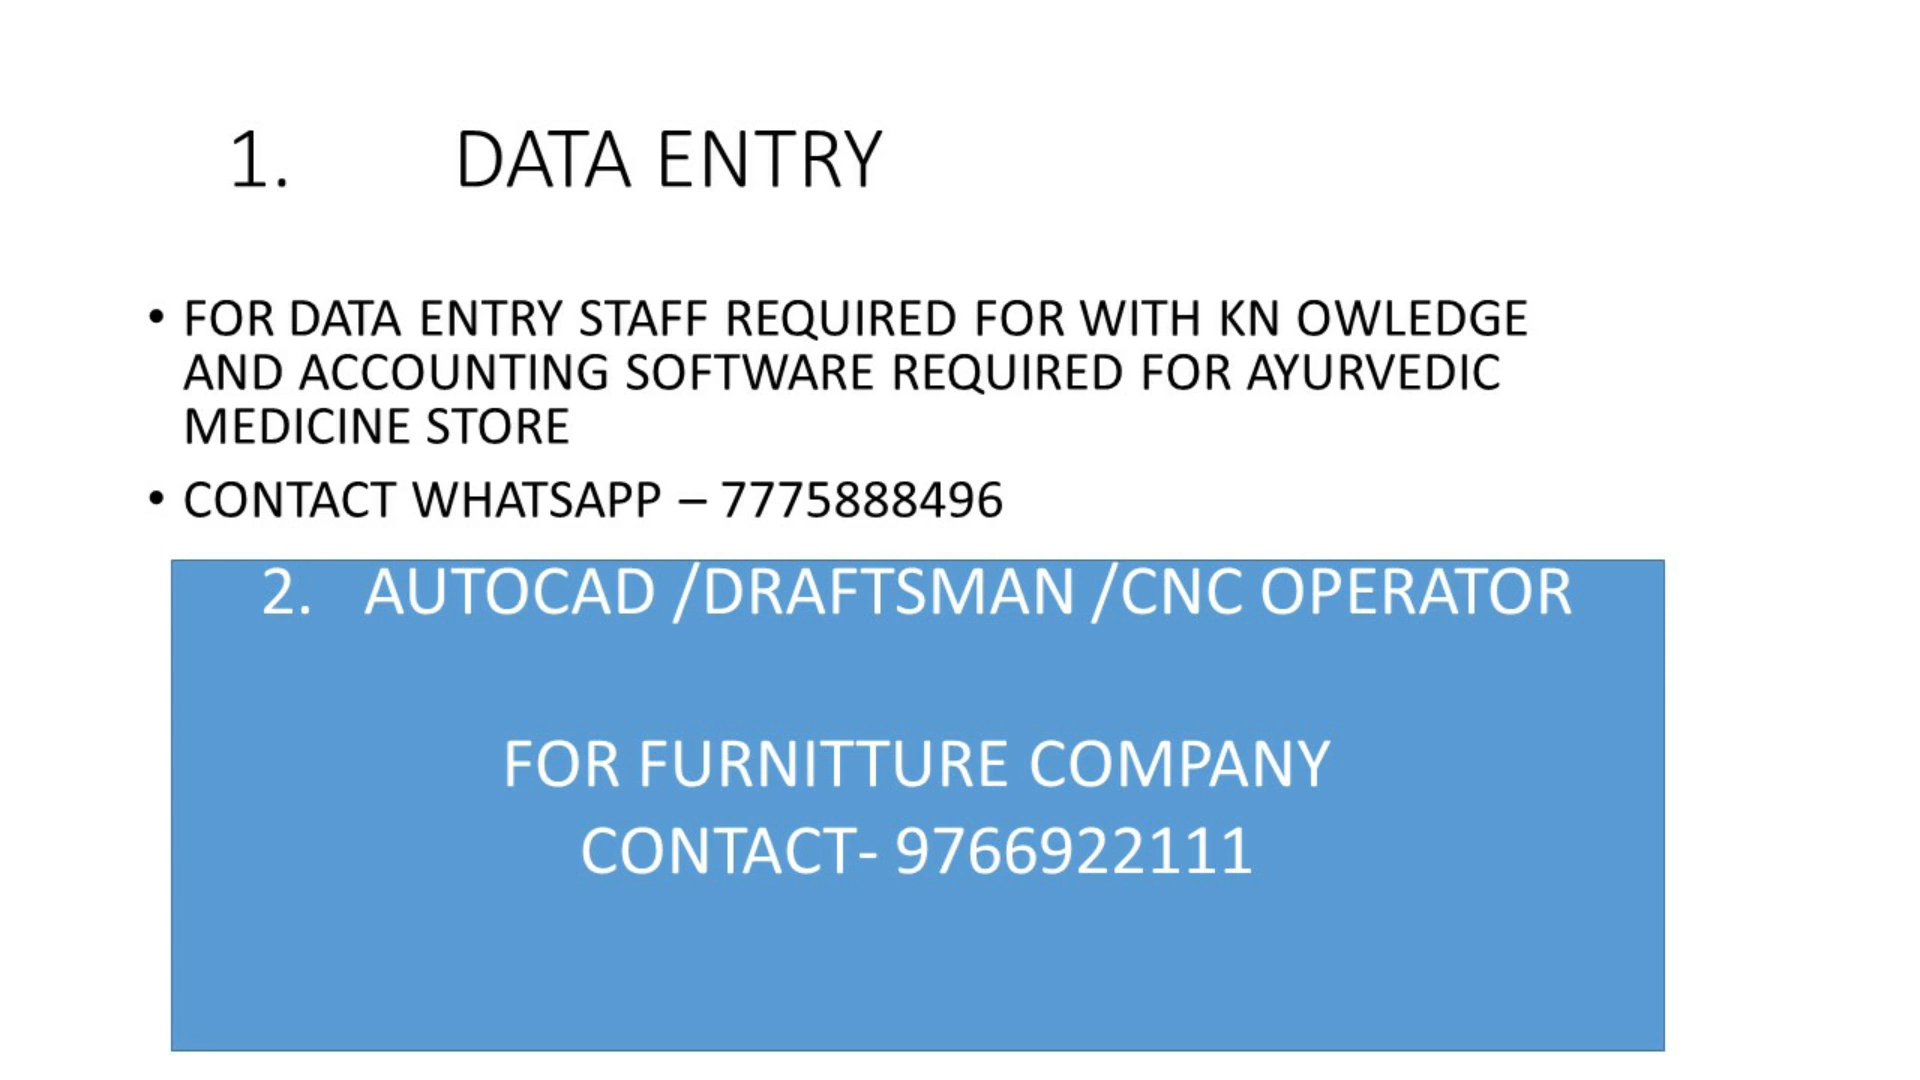 1. DATA ENTRY
• FOR DATA ENTRY STAFF REQUIRED FOR WITH KN OWLEDGE
AND ACCOUNTING SOFTWARE REQUIRED FOR AYURVEDIC
MEDICINE STORE
• CONTACT WHATSAPP – 7775888496
2. AUTOCAD /DRAFTSMAN /CNC OPERATOR
FOR FURNITTURE COMPANY
CONTACT- 9766922111